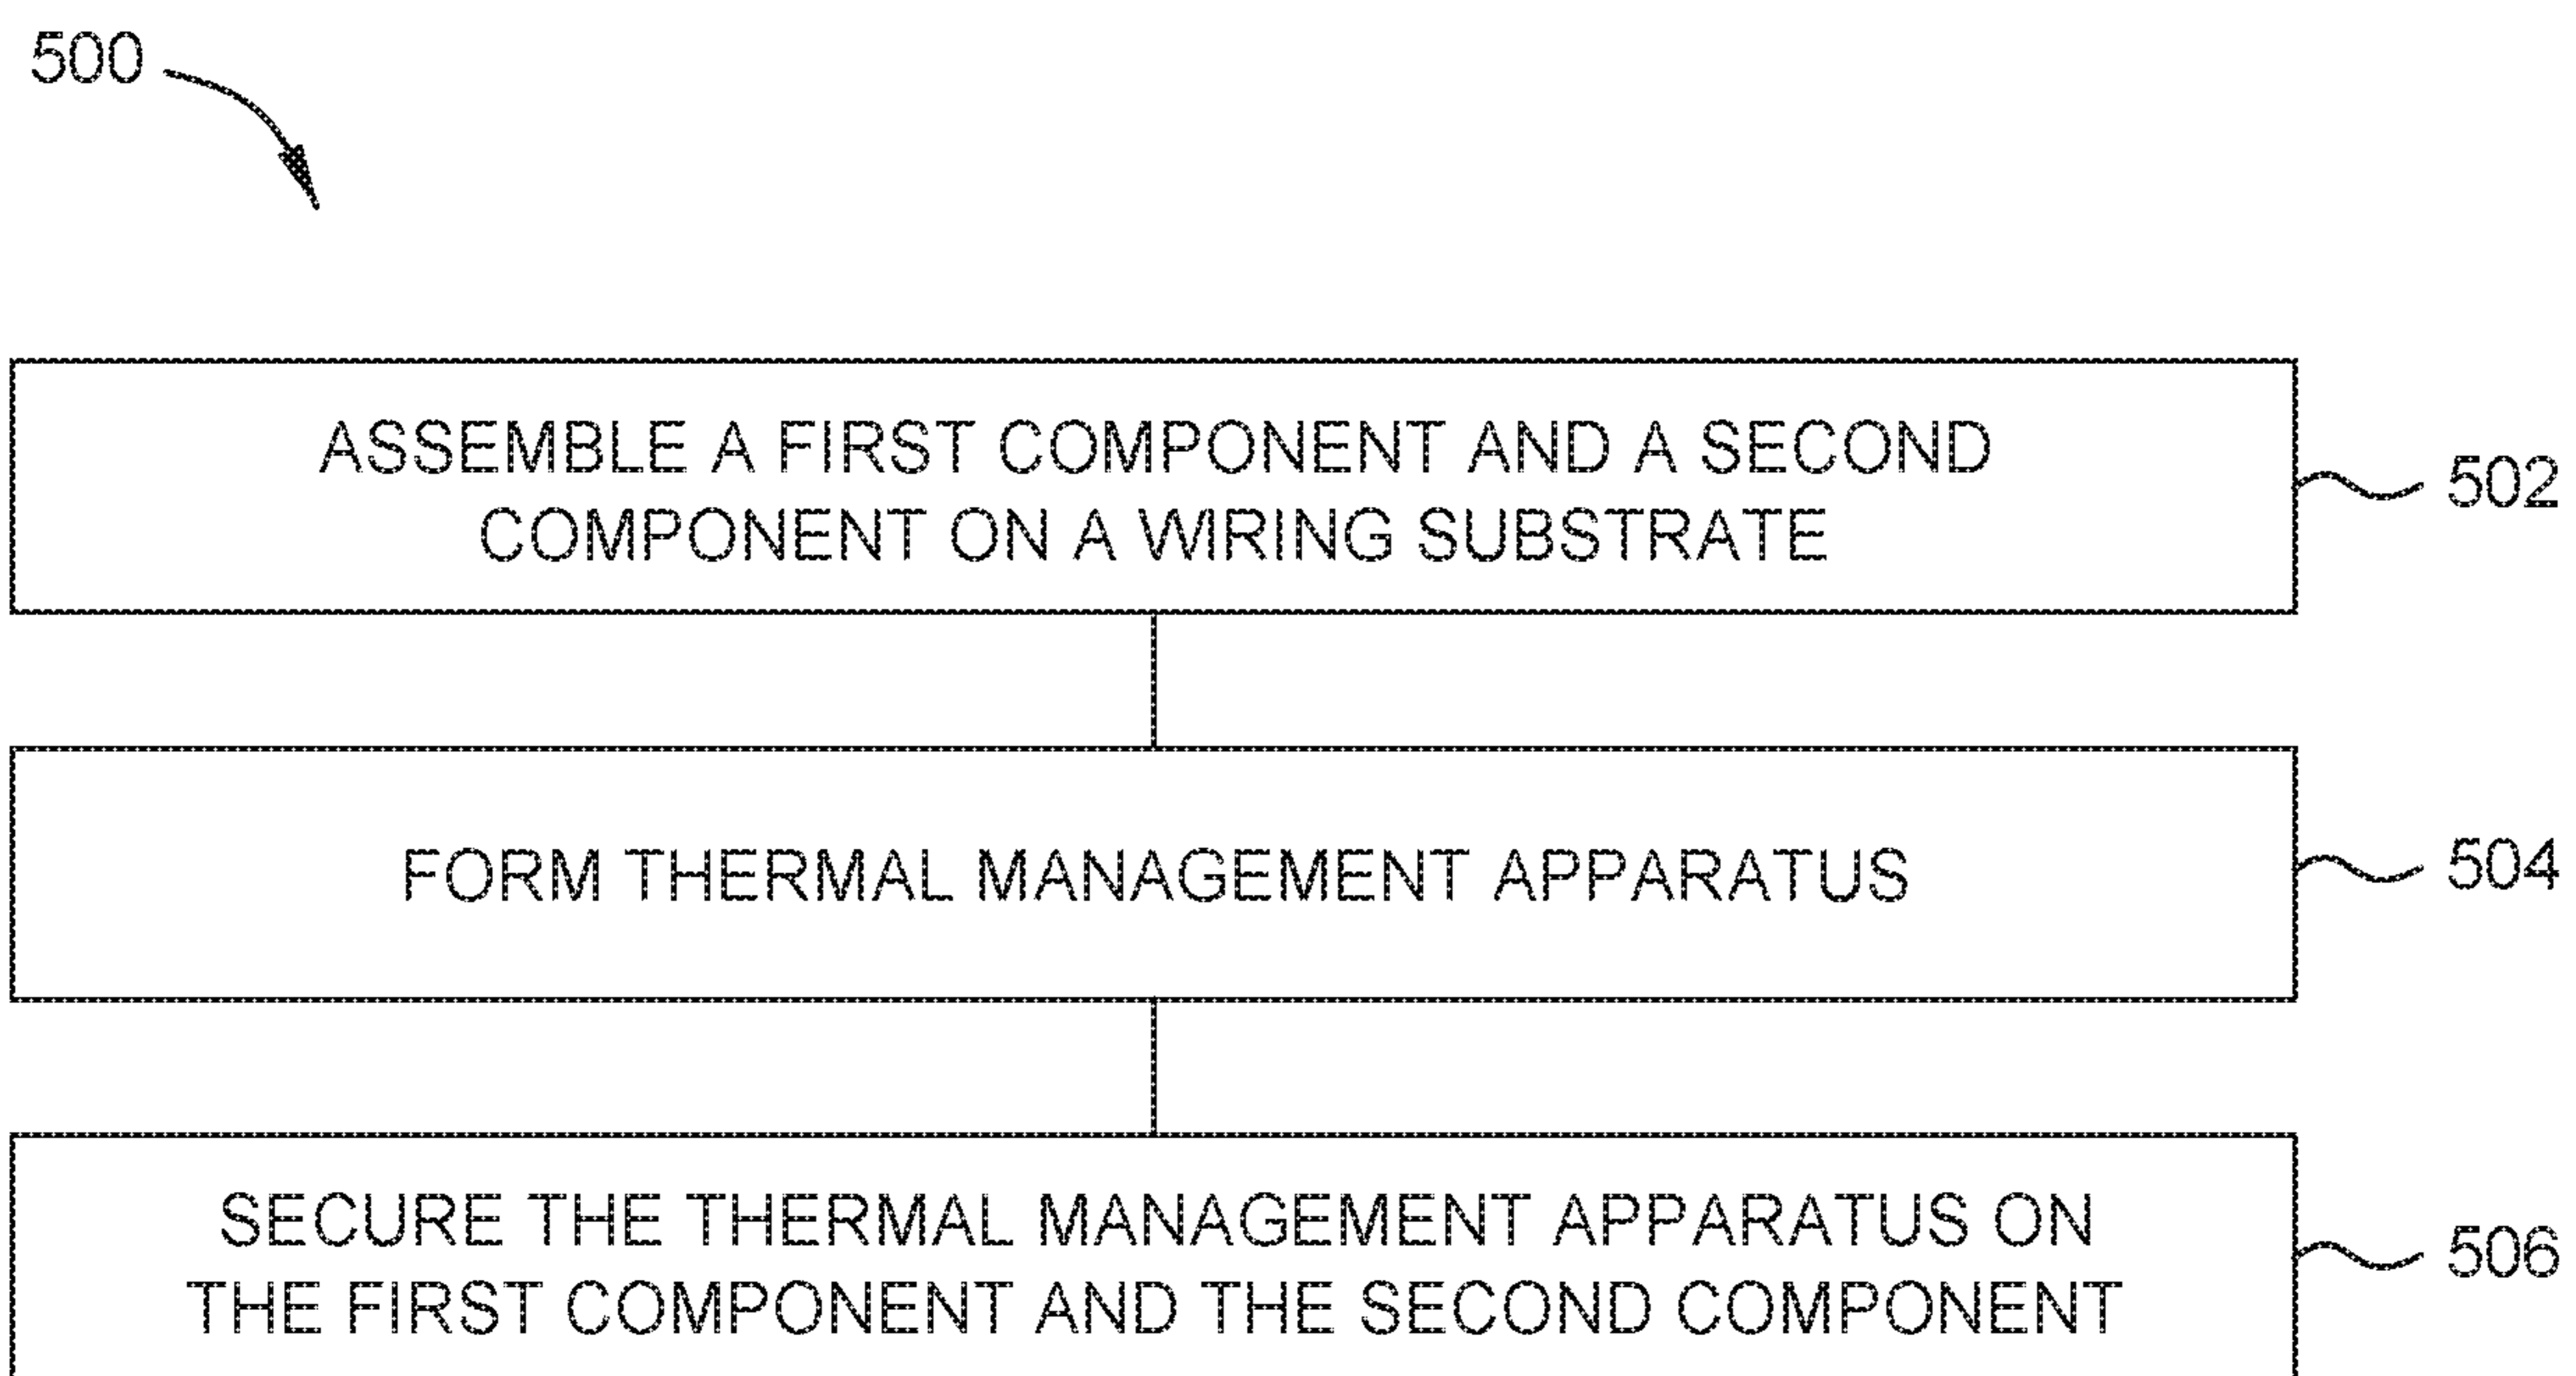 500
ASSEMBLE A FIRST COMPONENT AND A SECOND
COMPONENT ON A WIRING SUBSTRATE
502
FORM THERMAL MANAGEMENT APPARATUS
504
SECURE THE THERMAL MANAGEMENT APPARATUS ON
THE FIRST COMPONENT AND THE SECOND COMPONENT
506